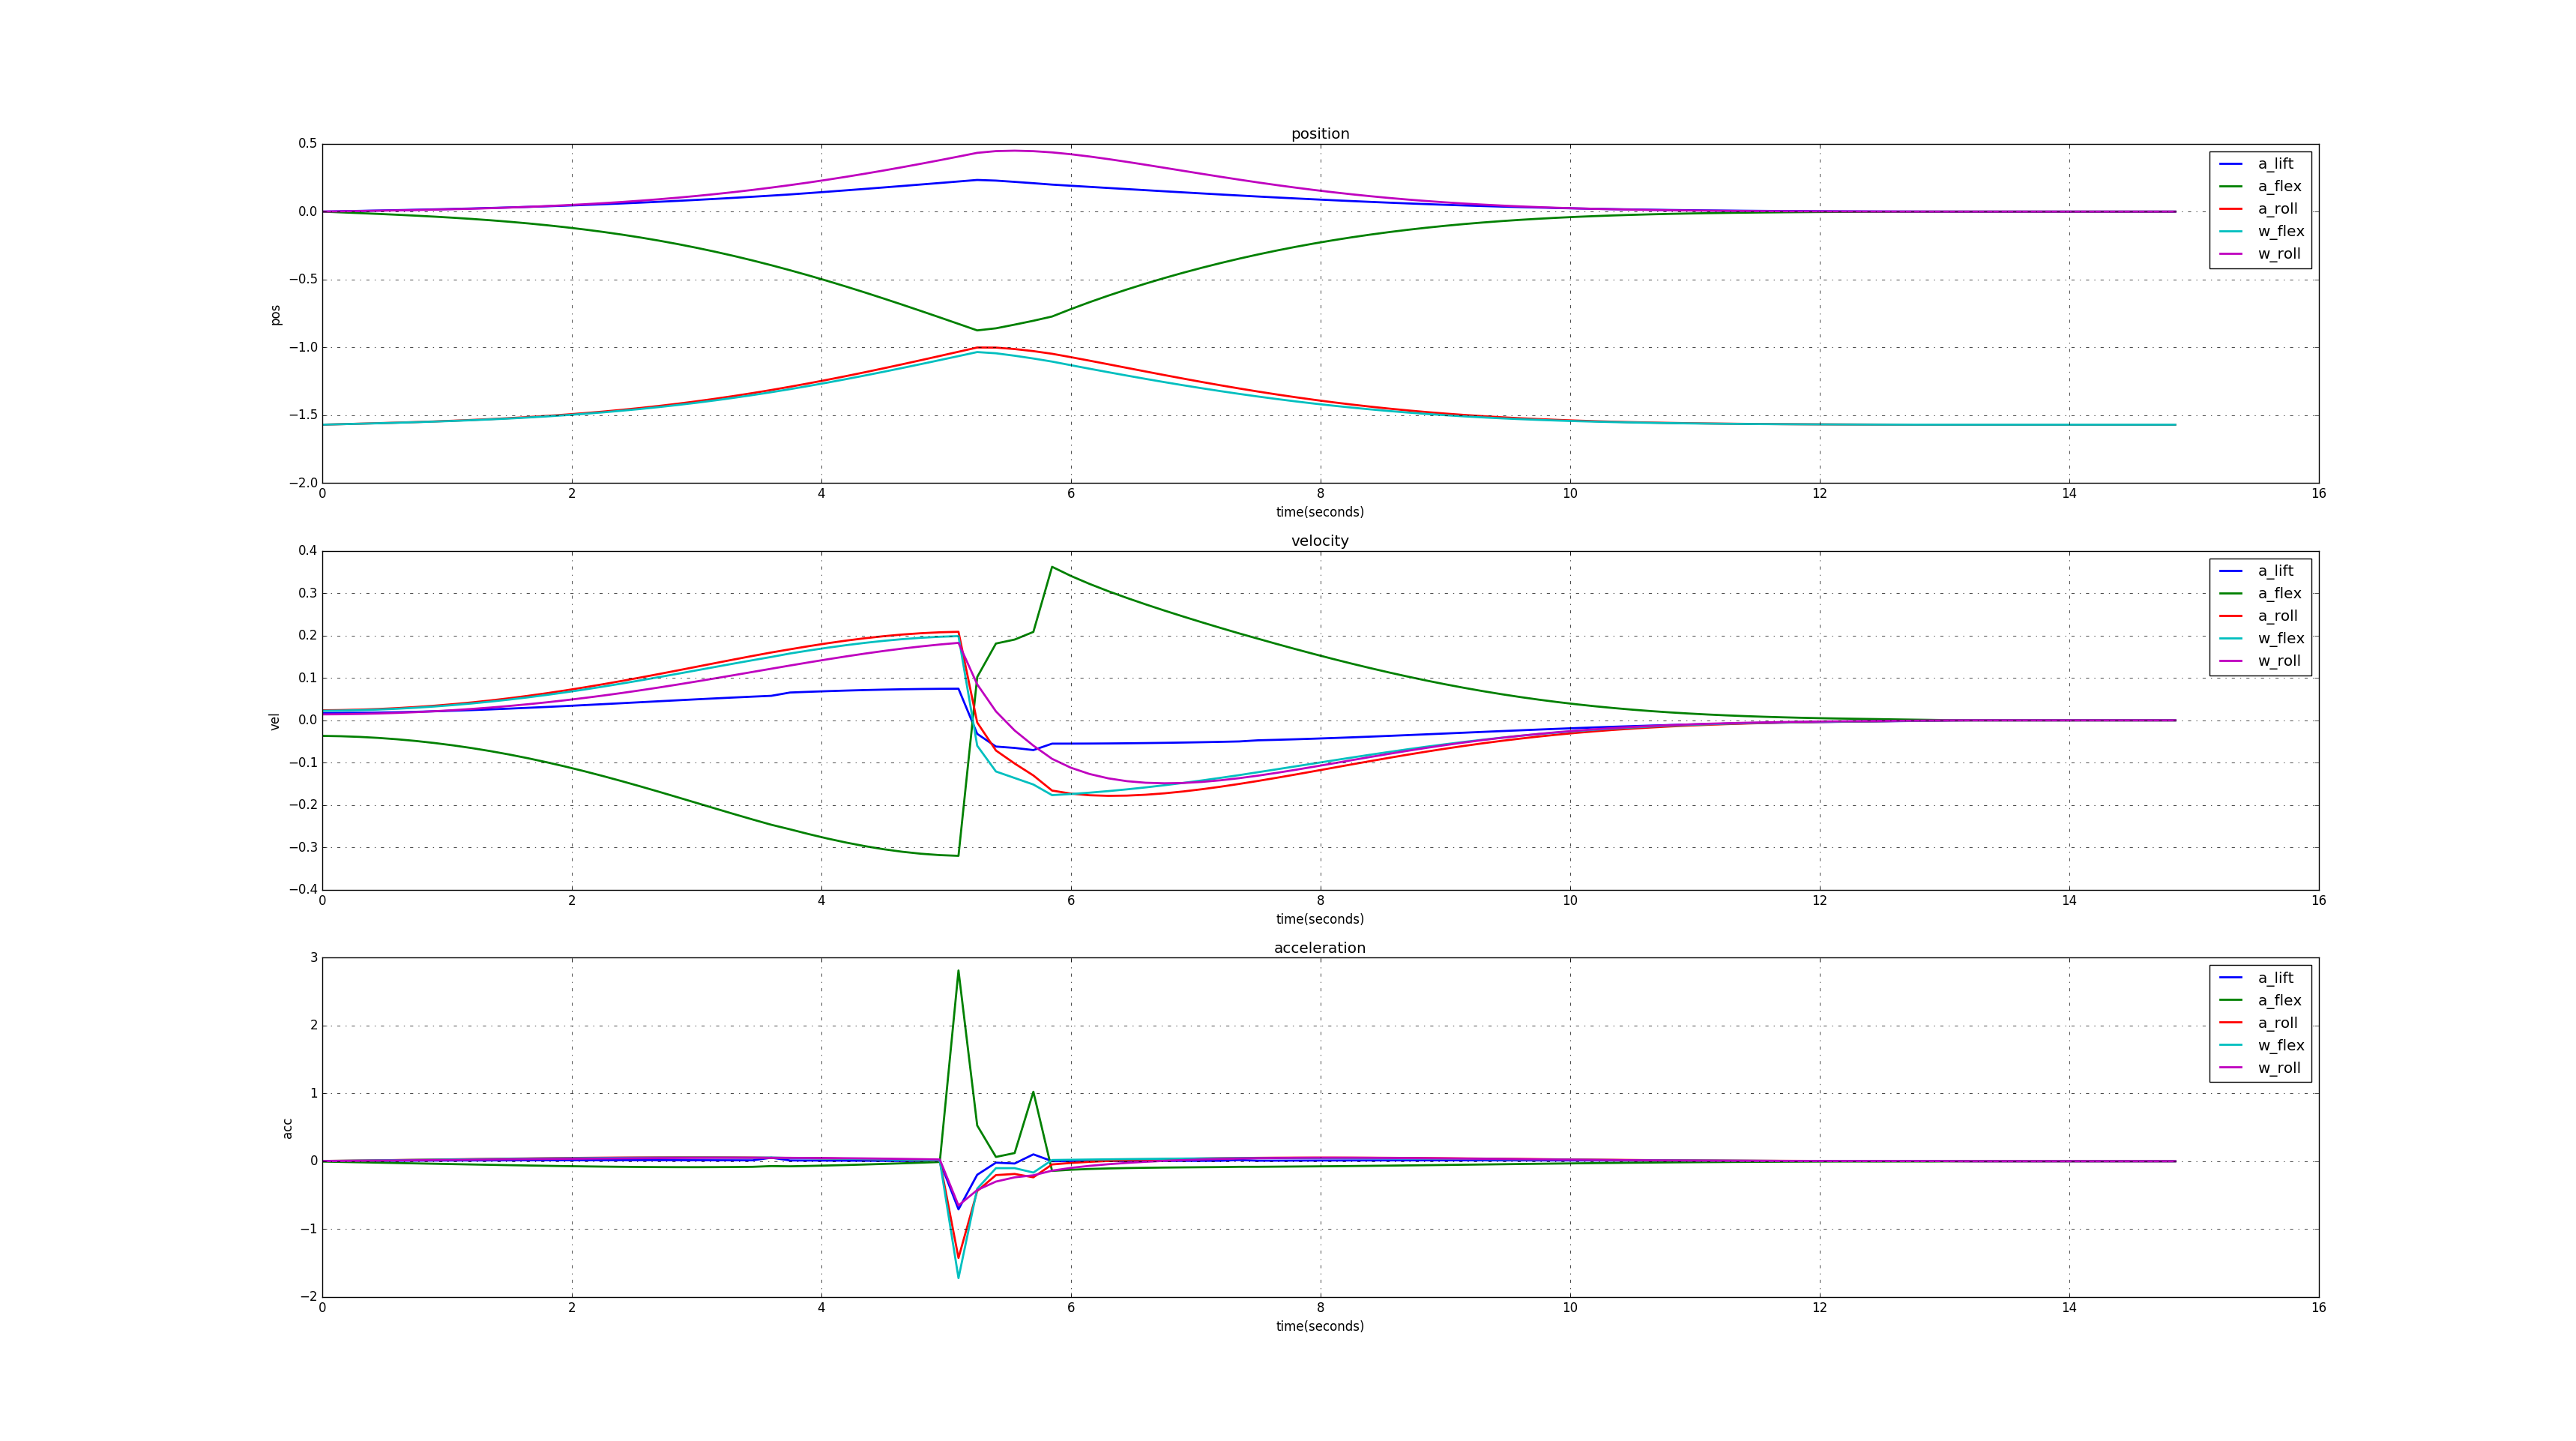 position
0.5
0.0
−0.5
−1.0
−1.5
−2.0
pos
0 2 4 6 8 10 12 14 16
time(seconds)
a_lift
a_flex
a_roll
w_flex
w_roll
velocity
0.4
0.3
0.2
0.1
0.0
−0.1
−0.2
−0.3
−0.4
vel
0 2 4 6 8 10 12 14 16
time(seconds)
a_lift
a_flex
a_roll
w_flex
w_roll
acceleration
3
2
1
0
−1
−2
acc
0 2 4 6 8 10 12 14 16
time(seconds)
a_lift
a_flex
a_roll
w_flex
w_roll